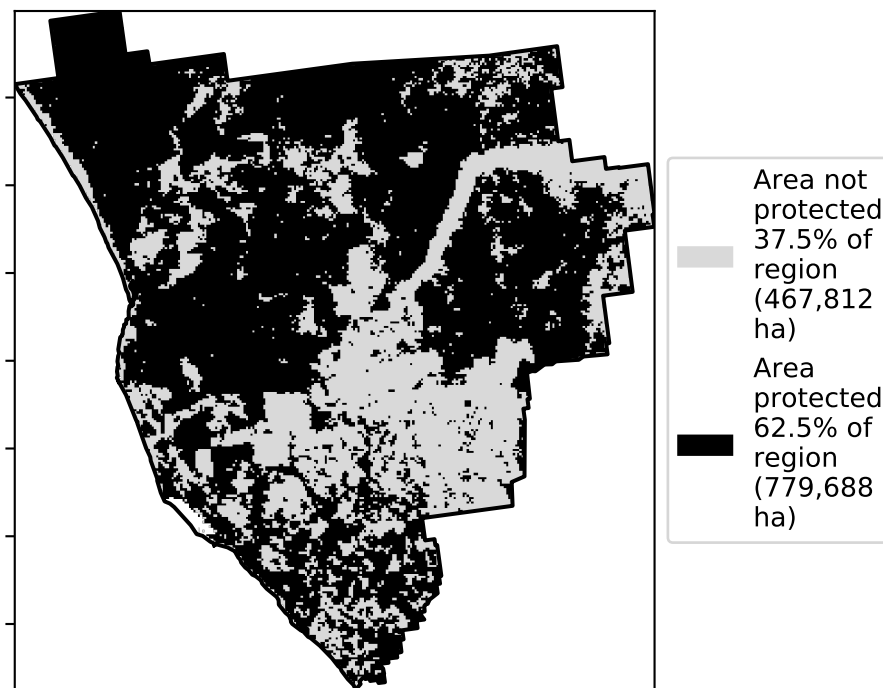 Area not
protected
37.5% of
region
(467,812
ha)
Area
protected
62.5% of
region
(779,688
ha)